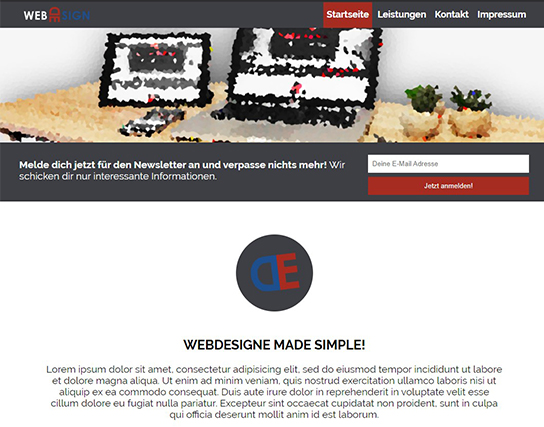 WEB DE SIGN
Startseite Leistungen Kontakt Impressum
Melde dich jetzt für den Newsletter an und verpasse nichts mehr! Wir
schicken dir nur interessante Informationen.
Deine E-Mail Adresse
Jetzt anmelden!
DE
WEBDESIGNE MADE SIMPLE!
Lorem ipsum dolor sit amet, consectetur adipisicing elit, sed do eiusmod tempor incididunt ut labore
et dolore magna aliqua. Ut enim ad minim veniam, quis nostrud exercitation ullamco laboris nisi ut
aliquip ex ea commodo consequat. Duis aute irure dolor in reprehenderit in voluptate velit esse
cillum dolore eu fugiat nulla pariatur. Excepteur sint occaecat cupidatat non proident, sunt in culpa
qui officia deserunt mollit anim id est laborum.